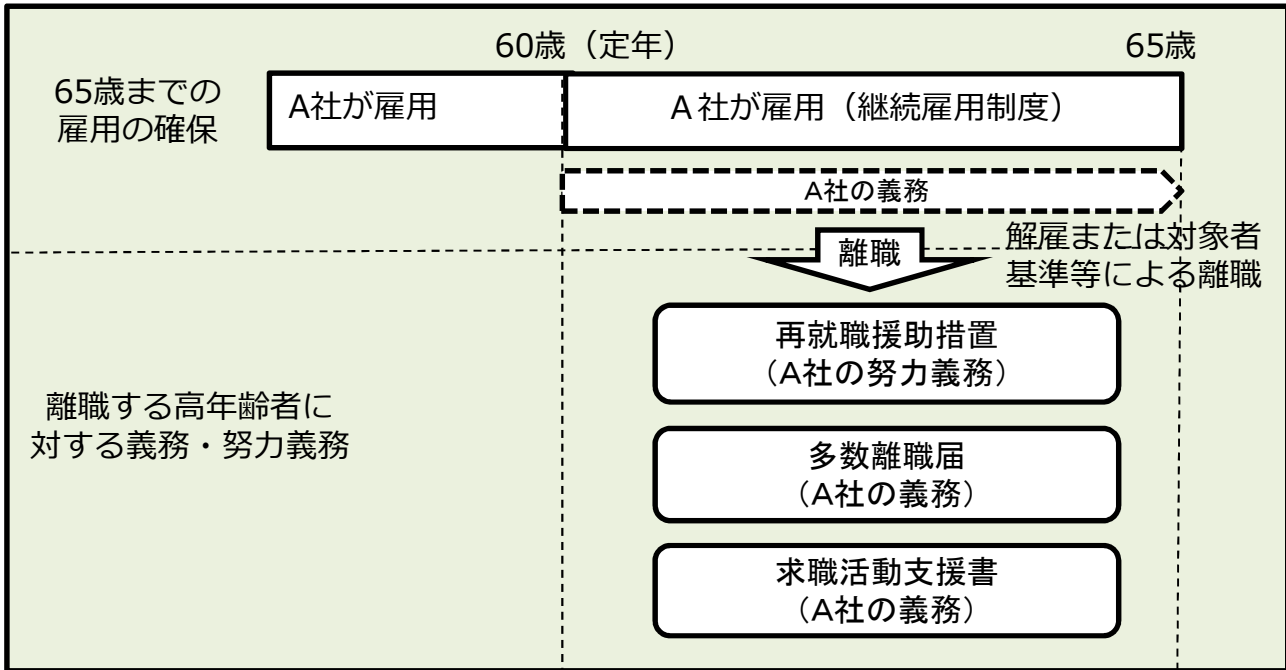 60歳（定年）
65歳
65歳までの
雇用の確保
A社が雇用
A社が雇用（継続雇用制度）
A社の義務
離職
解雇または対象者
基準等による離職
離職する高年齢者に
対する義務・努力義務
再就職援助措置
（A社の努力義務）
多数離職届
（A社の義務）
求職活動支援書
（A社の義務）